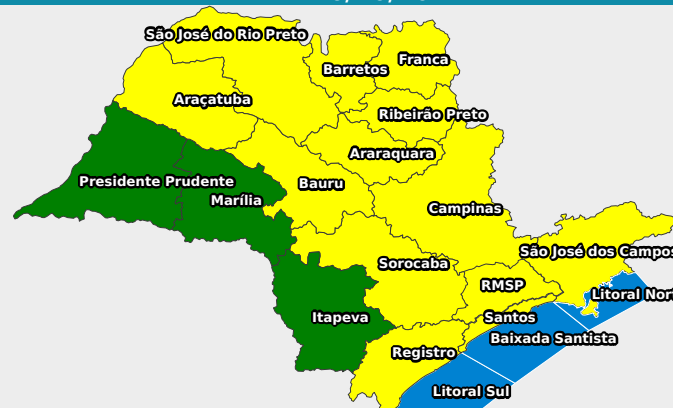 São José do Rio Preto
Franca
Barretos
Araçatuba
Ribeirão Preto
Araraquara
Presidente Prudente
Bauru
Marília
Campinas
São José dos Campos
Sorocaba
RMSP
Litoral Nor
Itapeva
Santos
Baixada Santista
Registro
Litoral Sul